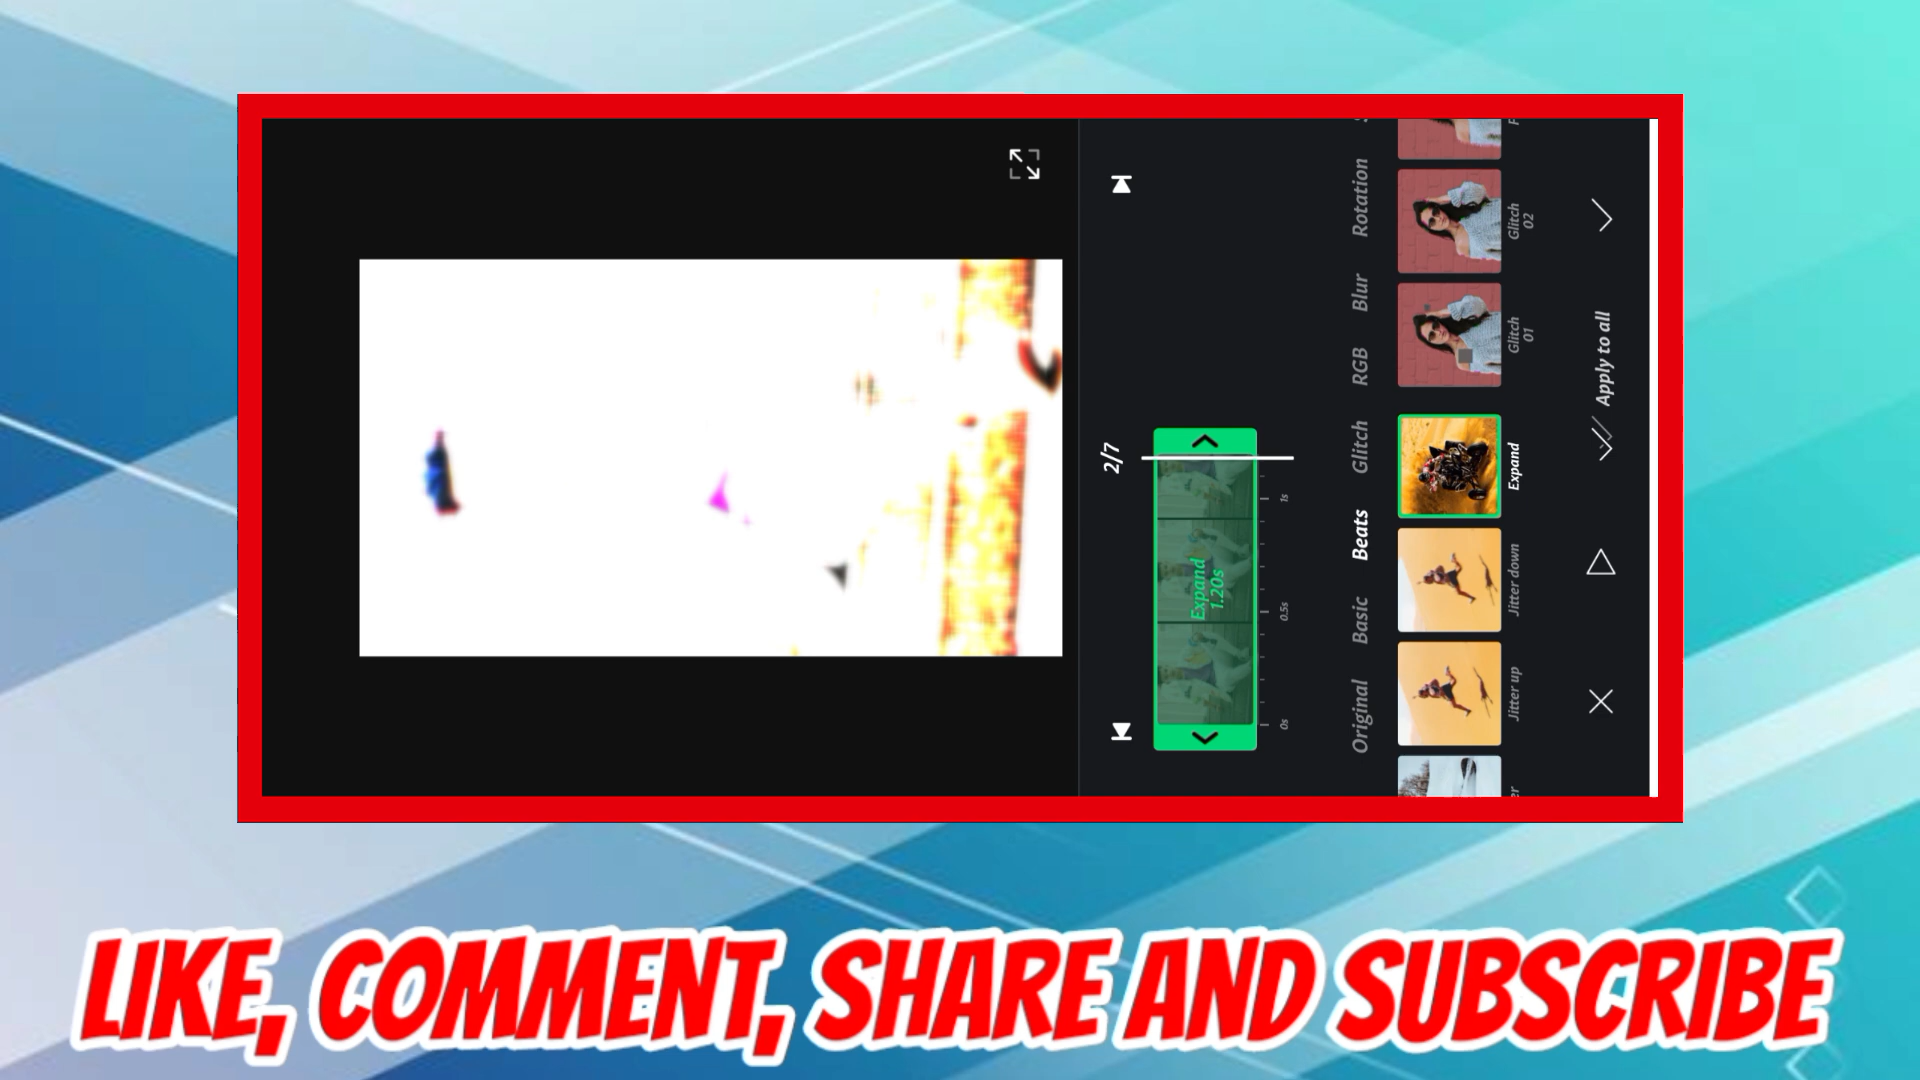 2/7
Expand
1.20s
0s
0.5s
1s
Original
Basic
Beats
Glitch
RGB
Blur
Rotation
Jitter up
Jitter down
Expand
Glitch
01
Glitch
02
Apply to all
LIKE, COMMENT, SHARE AND SUBSCRIBE